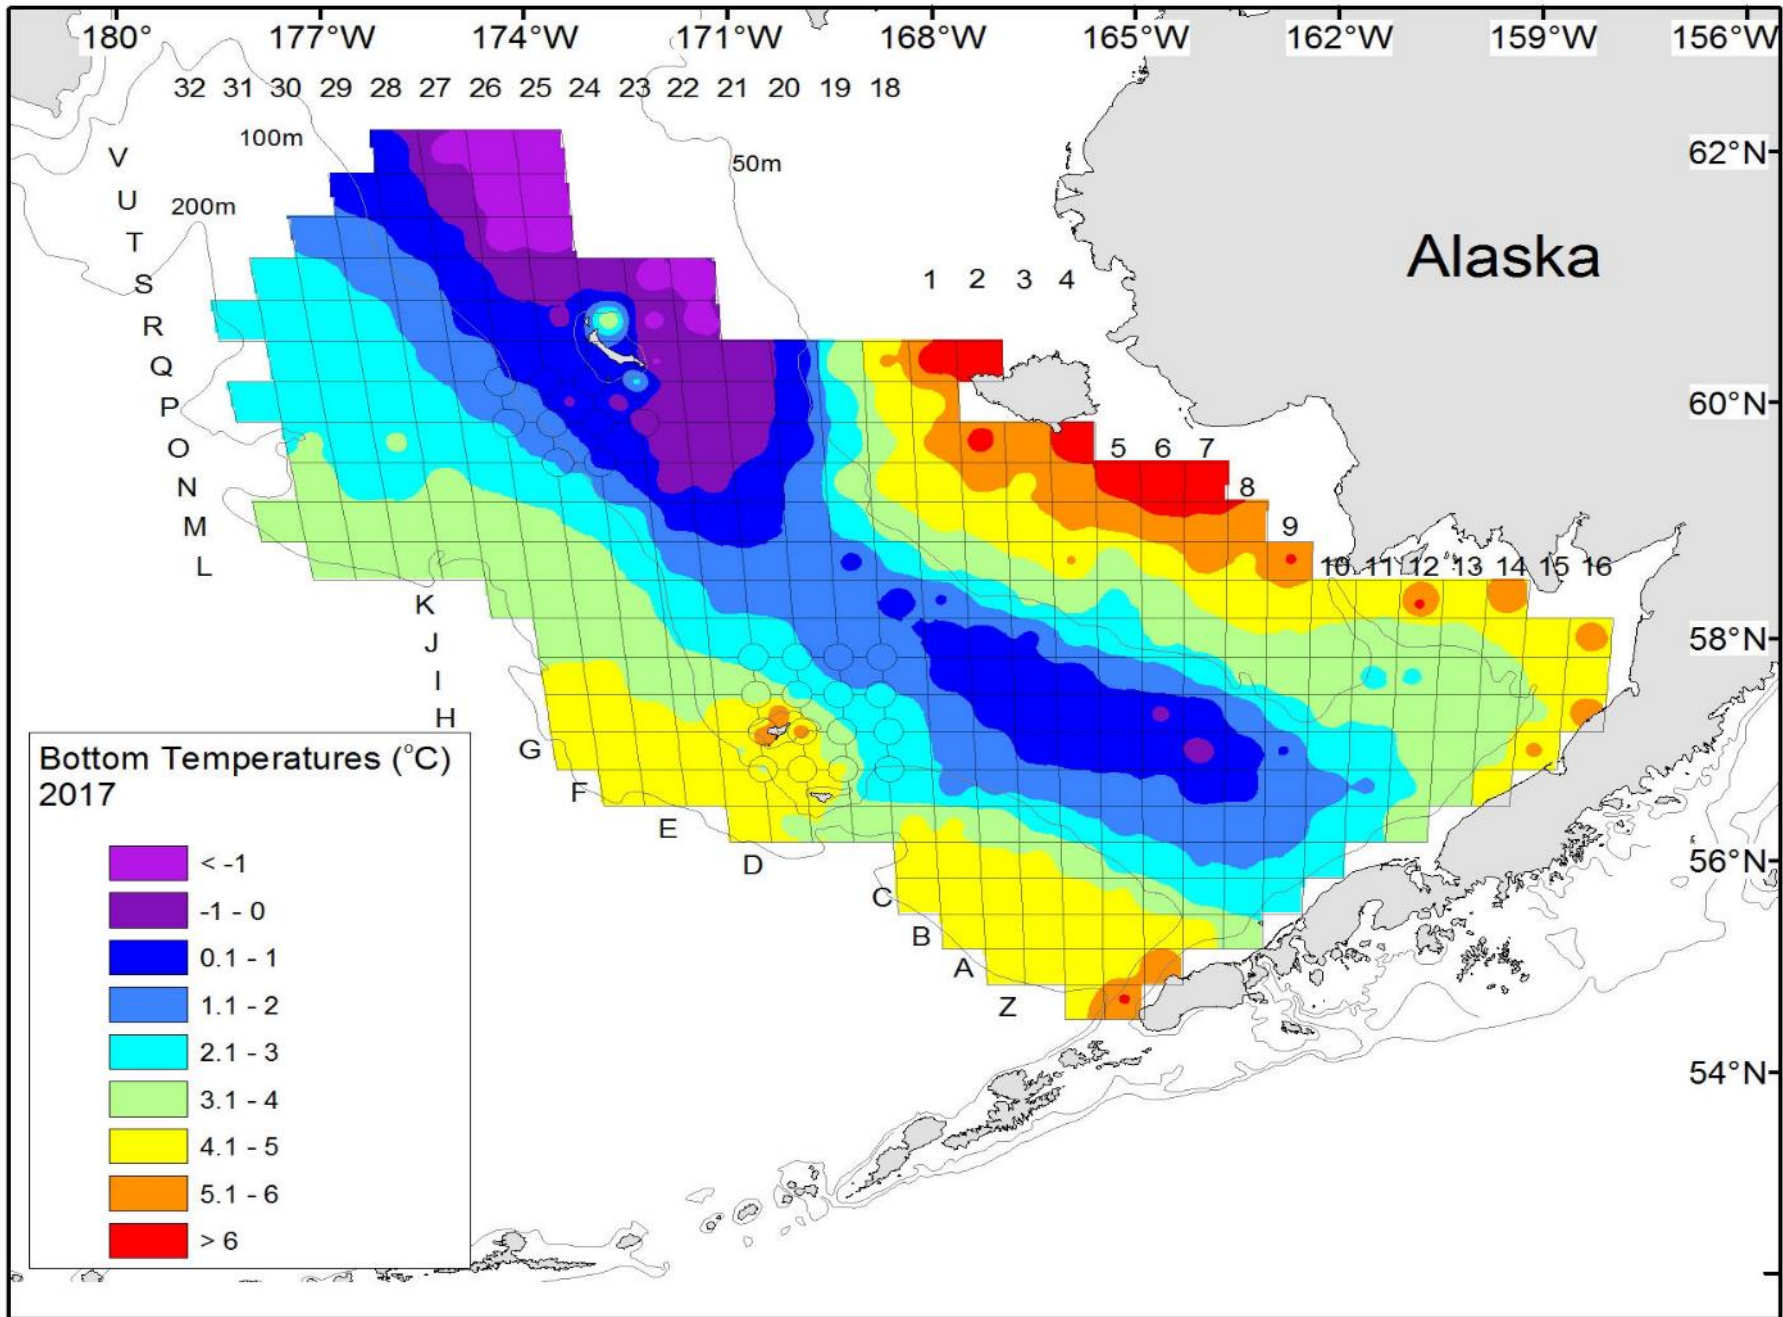 180° 177°W 174°W 171°W 168°W 165°W 162°W 159°W 156°W
32 31 30 29 28 27 26 25 24 23 22 21 20 19 18
100m
50m
62°N
V
U
200m
T
Alaska
S
1 2 3 4
R
Q
P
60°N
O
5 6 7
N
8
M
9
L
10 11 12 13 14 15 16
K
J
58°N
I
H
G
F
E
D
56°N
C
B
A
Z
54°N
Bottom Temperatures (°C)
2017
< -1
-1 - 0
0.1 - 1
1.1 - 2
2.1 - 3
3.1 - 4
4.1 - 5
5.1 - 6
> 6